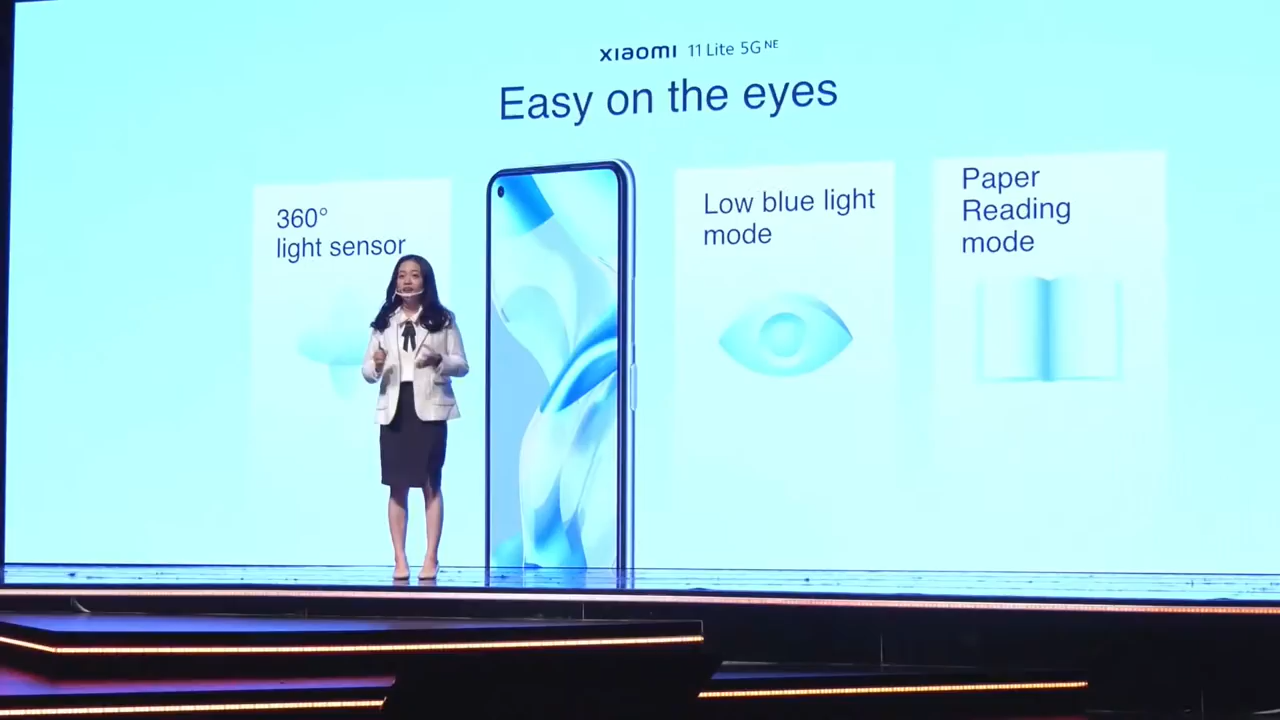 xiaomi 11 Lite 5G NE
Easy on the eyes
360°
light sensor
Low blue light
mode
Paper
Reading
mode